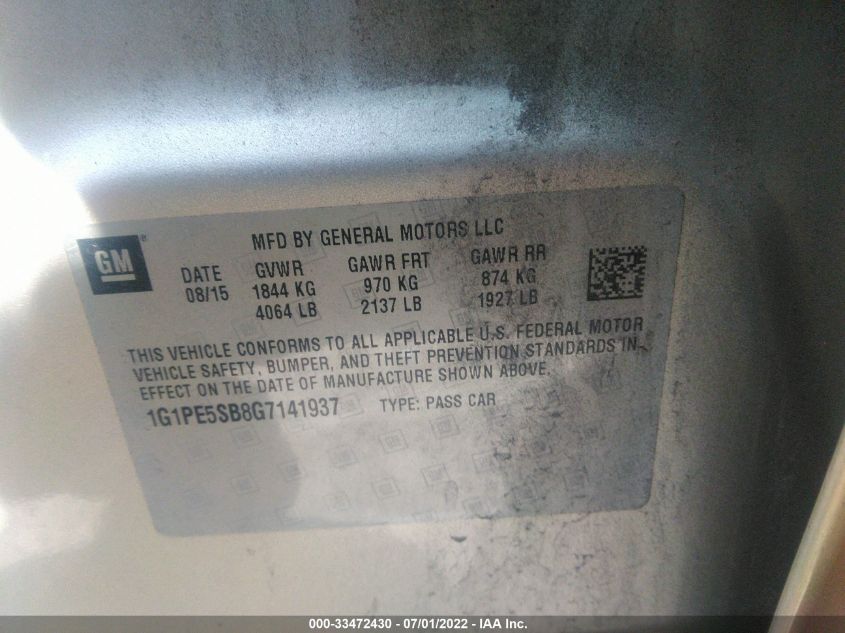 GM
MFD BY GENERAL MOTORS LLC
DATE GVWR GAWR FRT GAWR RR
08/15 1844 KG 970 KG 874 KG
4064 LB 2137 LB 1927 LB
THIS VEHICLE CONFORMS TO ALL APPLICABLE U.S. FEDERAL MOTOR
VEHICLE SAFETY, BUMPER, AND THEFT PREVENTION STANDARDS IN
EFFECT ON THE DATE OF MANUFACTURE SHOWN ABOVE.
1G1PE5SB8G7141937 TYPE: PASS CAR
000-33472430 - 07/01/2022 - IAA Inc.